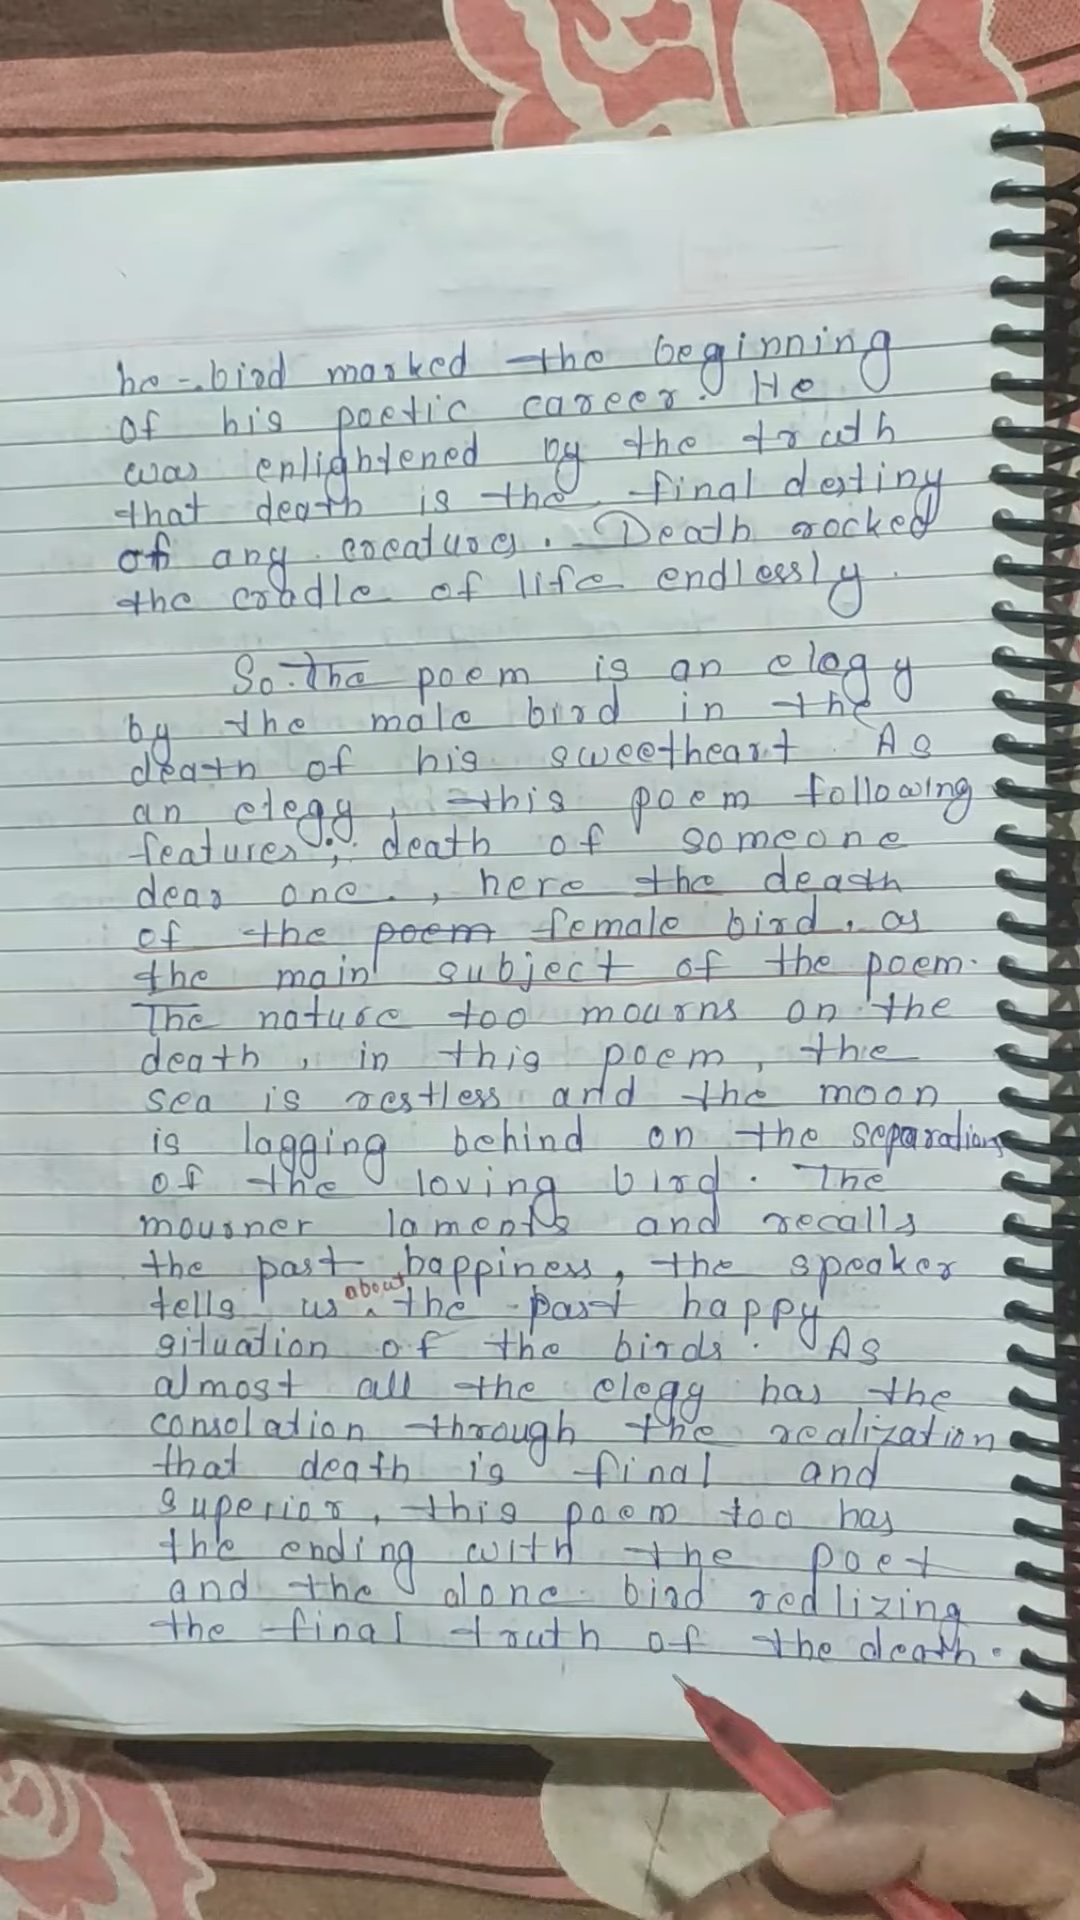 he-bird marked the beginning
of his poetic career. He
was enlightened by the truth
that death is the final destiny
of any creatures. Death rocked
the cradle of life endlessly.
So. The poem is an elegy
by the male bird in the
death of his sweetheart. As
an elegy, this poem following
features; death of someone
dear one, here the death
of the poem female bird, as
the main subject of the poem.
The nature too mourns on the
death, in this poem, the
sea is restless and the moon
is lagging behind on the separations
of the loving bird. The
mourner laments and recalls
the past happiness, the speaker
tells us about the past happy
situation of the birds. As
almost all the elegy has the
consolation through the realization
that death is final and
superior, this poem too has
the ending with the poet
and the alone bird redlizing
the final truth of the death.